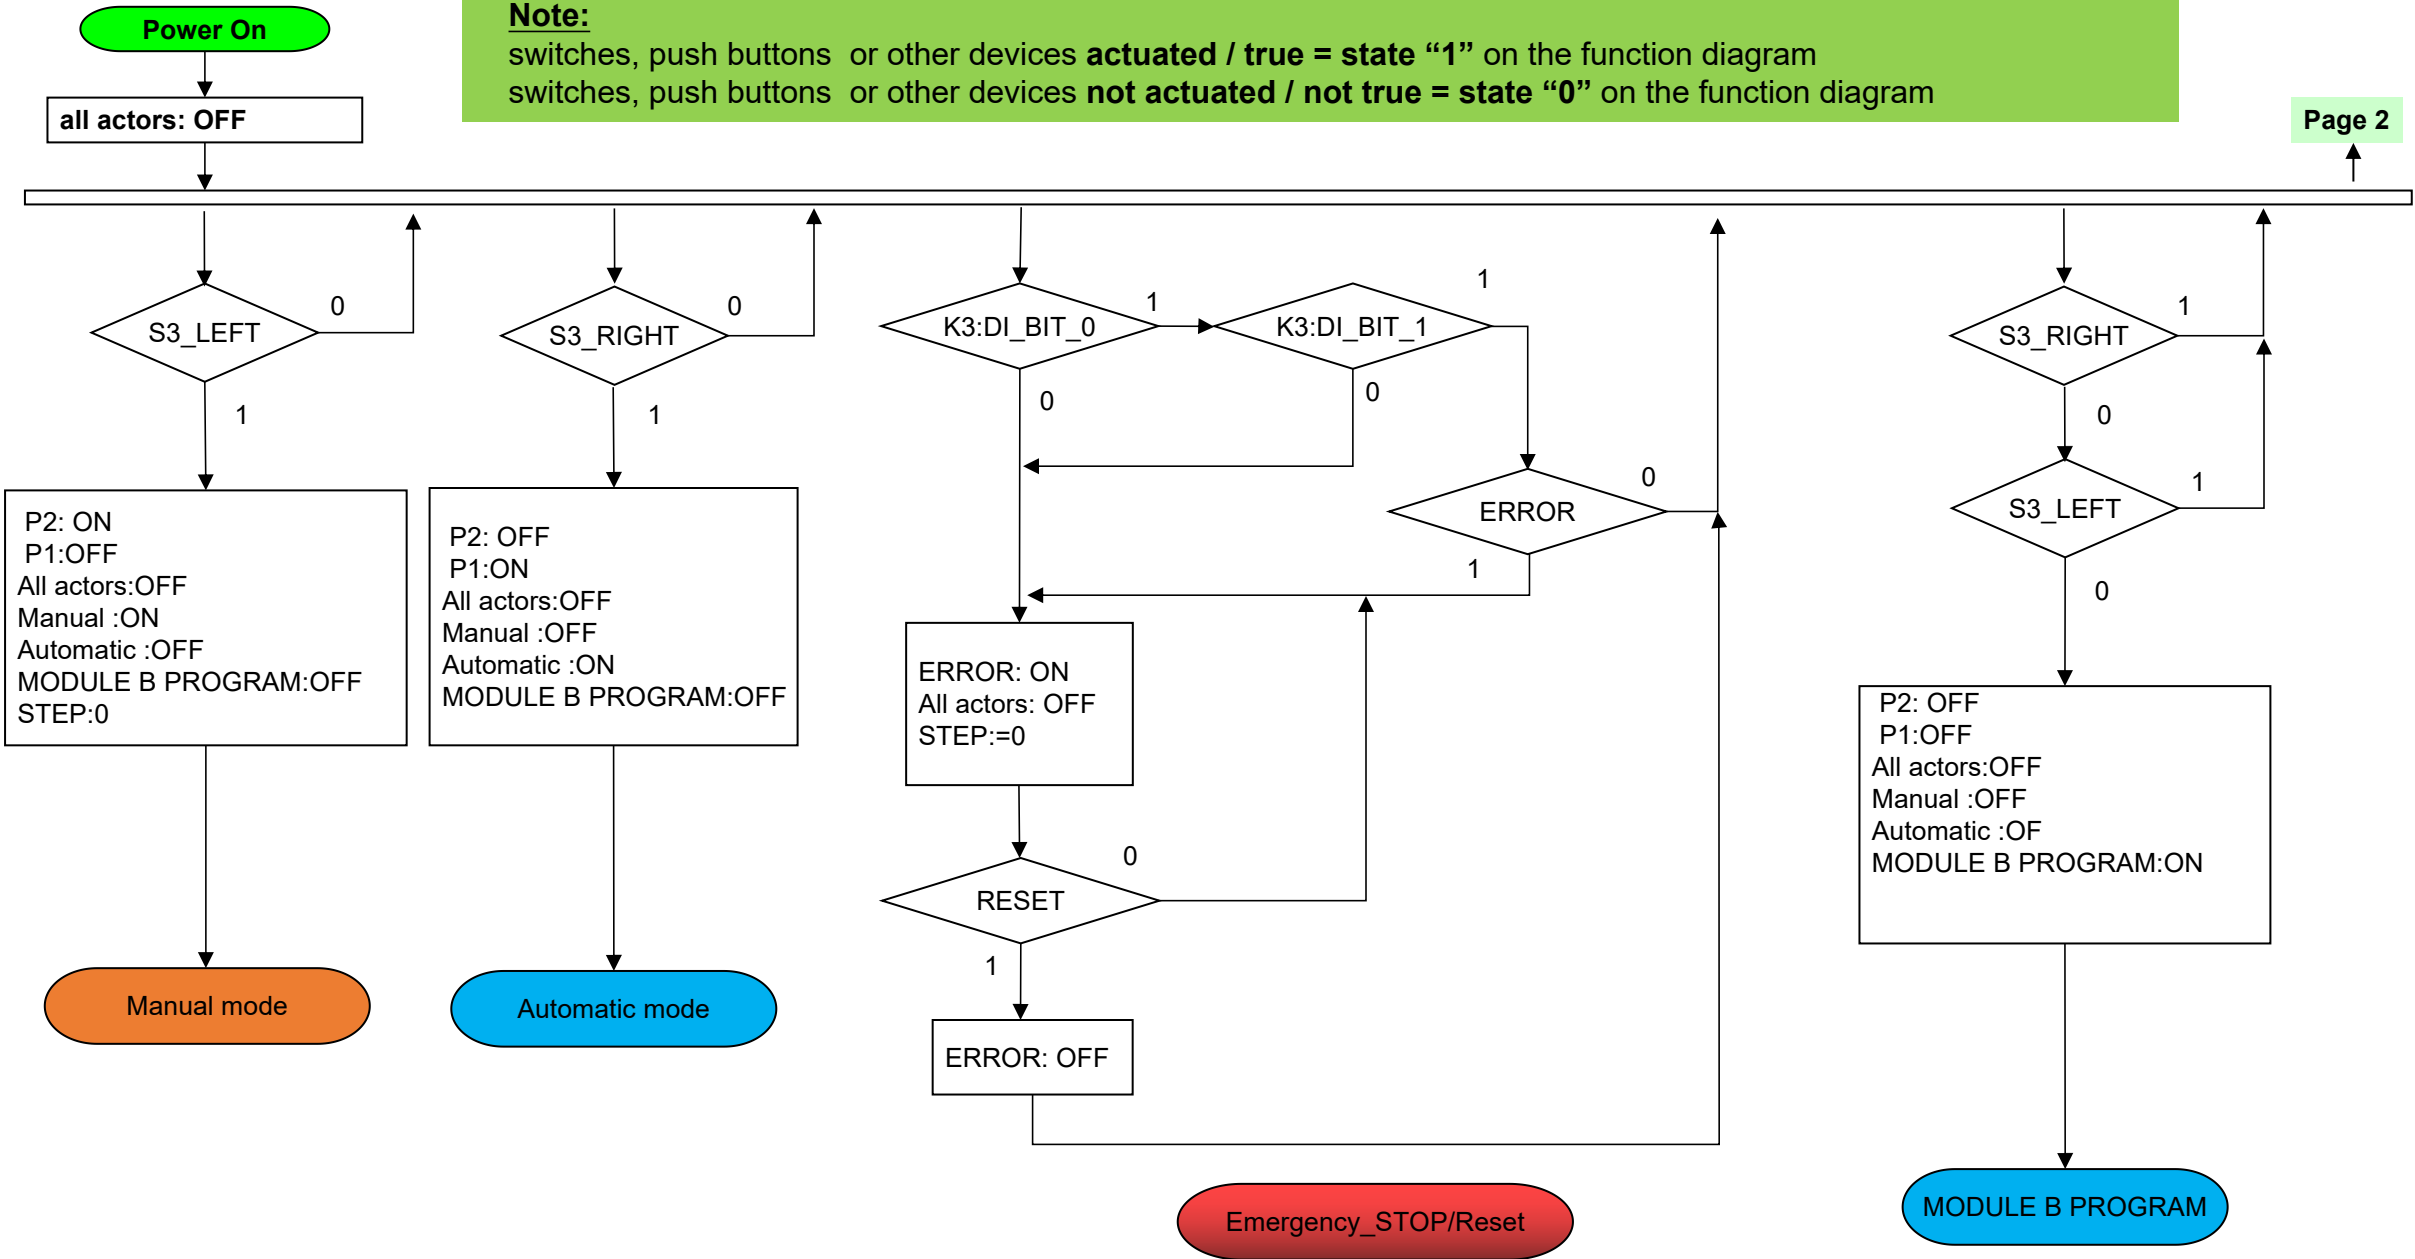 Power On
Note:
switches, push buttons  or other devices actuated / true = state “1” on the function diagram
switches, push buttons  or other devices not actuated / not true = state “0” on the function diagram
all actors: OFF
Page 2
S3_LEFT
0
1
P2: ON
P1:OFF
All actors:OFF
Manual :ON
Automatic :OFF
MODULE B PROGRAM:OFF
STEP:0
Manual mode
S3_RIGHT
0
1
P2: OFF
P1:ON
All actors:OFF
Manual :OFF
Automatic :ON
MODULE B PROGRAM:OFF
Automatic mode
K3:DI_BIT_0
1
0
K3:DI_BIT_1
1
0
ERROR
0
1
ERROR: ON
All actors: OFF
STEP:=0
RESET
0
1
ERROR: OFF
Emergency_STOP/Reset
S3_RIGHT
1
0
S3_LEFT
1
0
P2: OFF
P1:OFF
All actors:OFF
Manual :OFF
Automatic :OF
MODULE B PROGRAM:ON
MODULE B PROGRAM